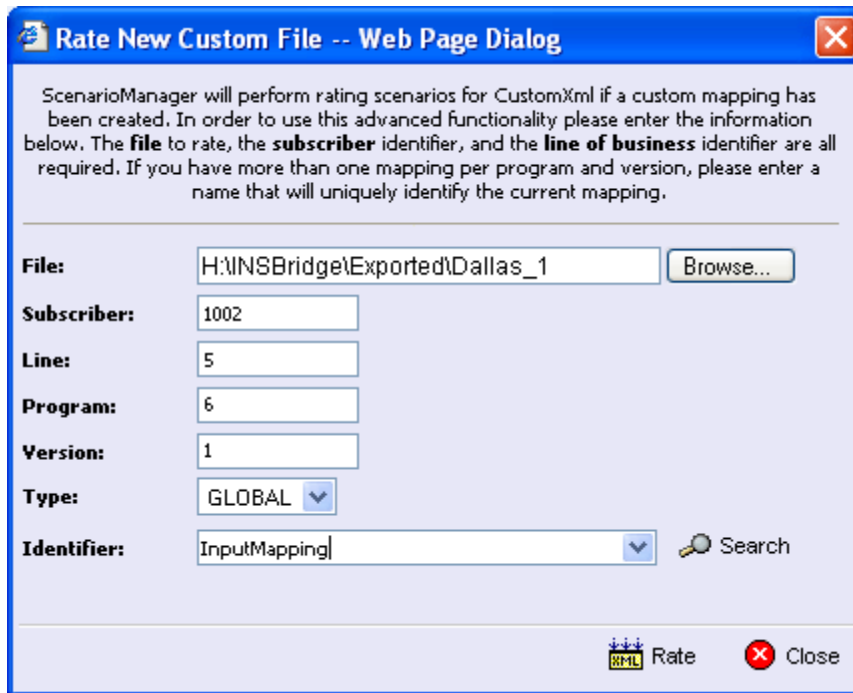 Rate New Custom File -- Web Page Dialog
ScenarioManager will perform rating scenarios for CustomXml if a custom mapping has
been created. In order to use this advanced functionality please enter the information
below. The file to rate, the subscriber identifier, and the line of business identifier are all
required. If you have more than one mapping per program and version, please enter a
name that will uniquely identify the current mapping.
File: H:\INSBridge\Exported\Dallas_1 Browse...
Subscriber: 1002
Line: 5
Program: 6
Version: 1
Type: GLOBAL
Identifier: InputMapping Search
XML Rate Close